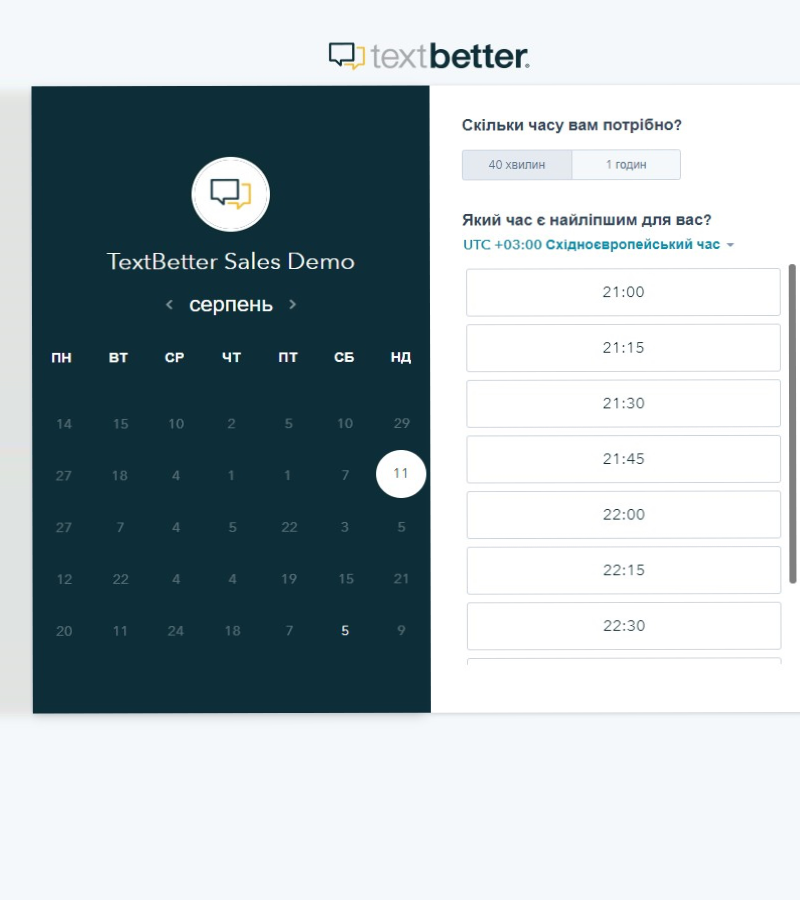 textbetter.
TextBetter Sales Demo
серпень
ПН ВТ СР ЧТ ПТ СБ НД
14 15 10 2 5 10 29
27 18 4 1 1 7 11
27 7 4 5 22 3 5
12 22 4 4 19 15 21
20 11 24 18 7 5 9
Скільки часу вам потрібно?
40 хвилин 1 годин
Який час є найліпшим для вас?
UTC +03:00 Східноєвропейський час
21:00
21:15
21:30
21:45
22:00
22:15
22:30